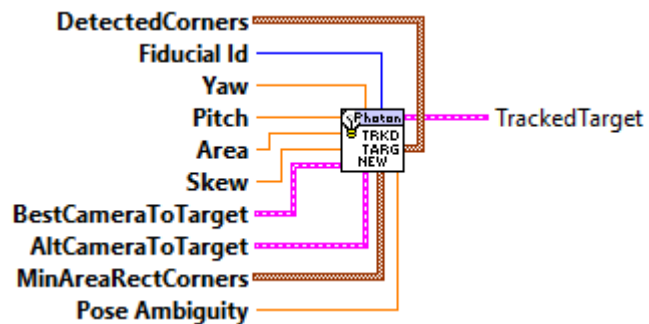 DetectedCorners
Fiducial Id
Yaw
Pitch
Area
Skew
BestCameraToTarget
AltCameraToTarget
MinAreaRectCorners
Pose Ambiguity
Photon
TRKD
TARG
NEW
TrackedTarget